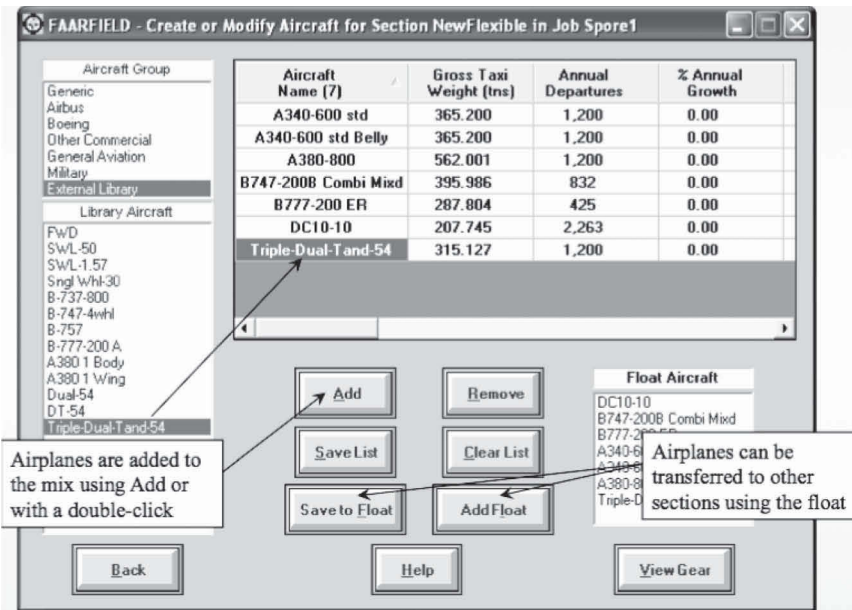 FAARFIELD - Create or Modify Aircraft for Section NewFlexible in Job Spore1
Aircraft Group
Generic
Airbus
Boeing
Other Commercial
General Aviation
Military
External Library
Library Aircraft
FWD
SWL-50
SWL-1.57
Sngl Whl-30
B-737-800
B-747-4whl
B-757
B-777-200 A
A380 1 Body
A380 1 Wing
Dual-54
DT-54
Triple-Dual-Tand-54
Aircraft Name (7) Gross Taxi Weight (tns) Annual Departures % Annual Growth
A340-600 std 365.200 1,200 0.00
A340-600 std Belly 365.200 1,200 0.00
A380-800 562.001 1,200 0.00
B747-200B Combi Mixd 395.986 832 0.00
B777-200 ER 287.804 425 0.00
DC10-10 207.745 2,263 0.00
Triple-Dual-Tand-54 315.127 1,200 0.00
Add
Remove
Save List
Clear List
Save to Float
Add Float
Float Aircraft
DC10-10
B747-200B Combi Mixd
Airplanes are added to
the mix using Add or
with a double-click
Airplanes can be
transferred to other
sections using the float
Back
Help
View Gear